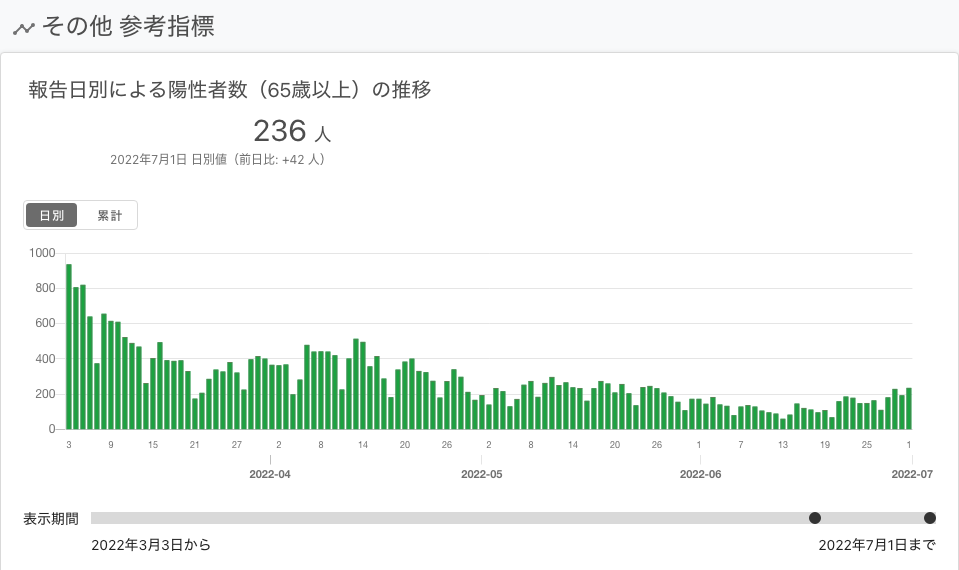 その他 参考指標
報告日別による陽性者数（65歳以上）の推移
236 人
2022年7月1日 日別値（前日比: +42 人）
日別 累計
1000
800
600
400
200
0
3 9 15 21 27 2 8 14 20 26 2 8 14 20 26 1 7 13 19 25 1
2022-04 2022-05 2022-06 2022-07
表示期間
2022年3月3日から 2022年7月1日まで